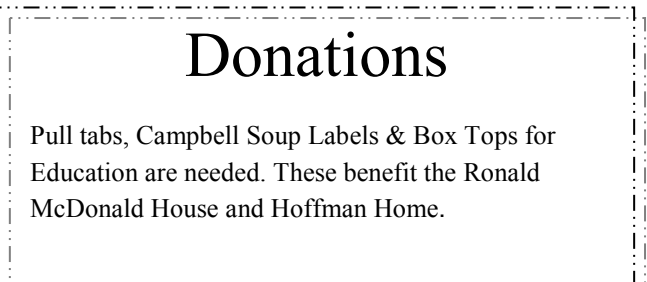 Donations
Pull tabs, Campbell Soup Labels & Box Tops for
Education are needed. These benefit the Ronald
McDonald House and Hoffman Home.